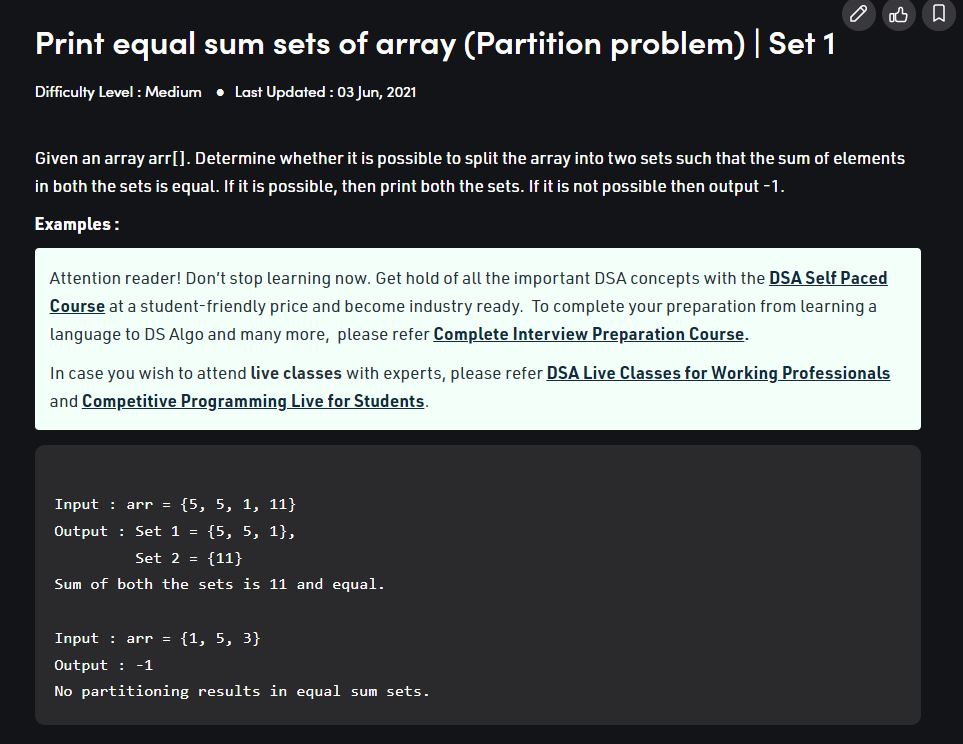 Print equal sum sets of array (Partition problem) | Set 1
Difficulty Level : Medium ● Last Updated : 03 Jun, 2021
Given an array arr[]. Determine whether it is possible to split the array into two sets such that the sum of elements
in both the sets is equal. If it is possible, then print both the sets. If it is not possible then output -1.
Examples :
Attention reader! Don’t stop learning now. Get hold of all the important DSA concepts with the DSA Self Paced
Course at a student-friendly price and become industry ready.  To complete your preparation from learning a
language to DS Algo and many more,  please refer Complete Interview Preparation Course.
In case you wish to attend live classes with experts, please refer DSA Live Classes for Working Professionals
and Competitive Programming Live for Students.
Input : arr = {5, 5, 1, 11}
Output : Set 1 = {5, 5, 1},
Set 2 = {11}
Sum of both the sets is 11 and equal.
Input : arr = {1, 5, 3}
Output : -1
No partitioning results in equal sum sets.